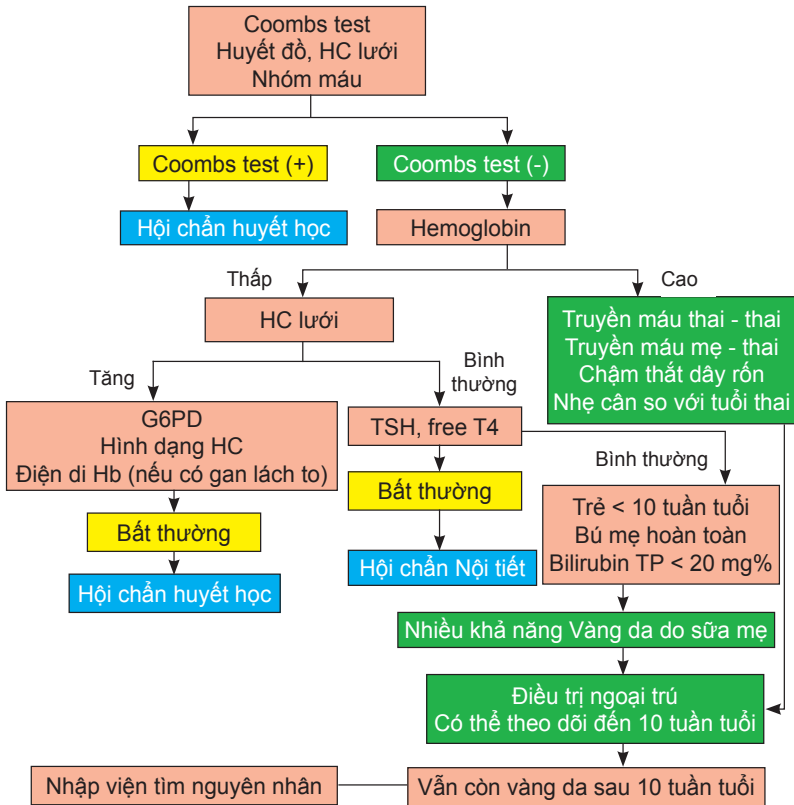 Coombs test
Huyết đồ, HC lưới
Nhóm máu
Coombs test (+)
Coombs test (-)
Hội chẩn huyết học
Hemoglobin
Thấp
Cao
HC lưới
Truyền máu thai - thai
Truyền máu mẹ - thai
Chậm thắt dây rốn
Nhẹ cân so với tuổi thai
Tăng
Bình
thường
G6PD
Hình dạng HC
Điện di Hb (nếu có gan lách to)
TSH, free T4
Bình thường
Bất thường
Bất thường
Trẻ < 10 tuần tuổi
Bú mẹ hoàn toàn
Bilirubin TP < 20 mg%
Hội chẩn huyết học
Hội chẩn Nội tiết
Nhiều khả năng Vàng da do sữa mẹ
Điều trị ngoại trú
Có thể theo dõi đến 10 tuần tuổi
Nhập viện tìm nguyên nhân
Vẫn còn vàng da sau 10 tuần tuổi